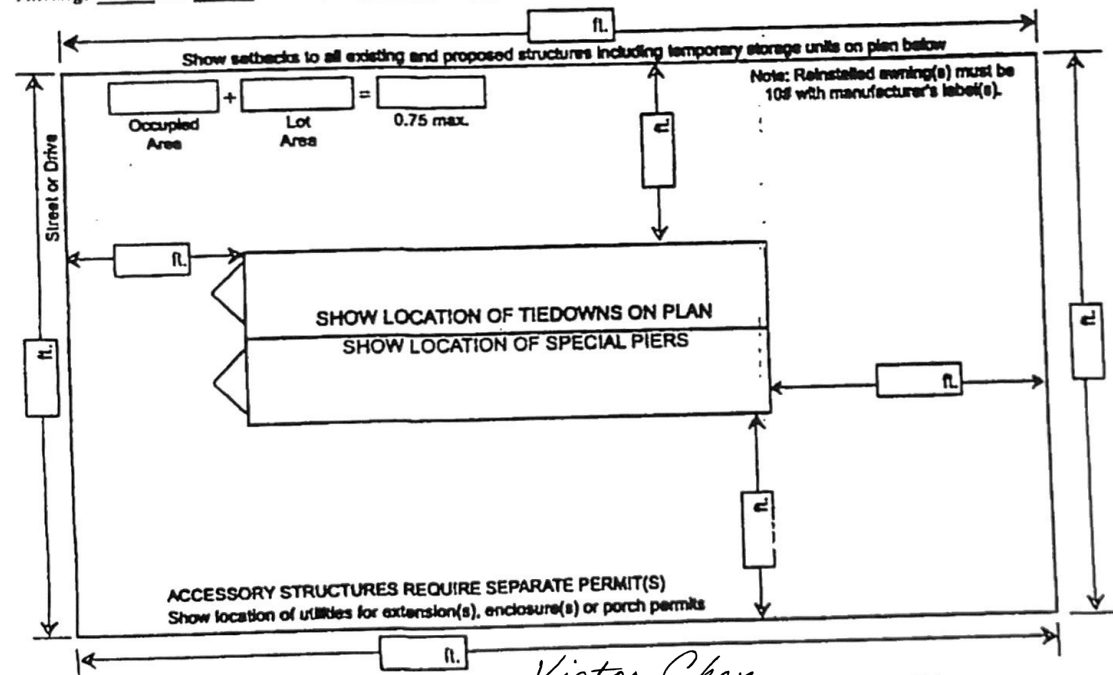 ft.
Show setbacks to all existing and proposed structures including temporary storage units on plan below
Note: Reinstalled awning(s) must be
10# with manufacturer's label(s).
+ =
Occupied
Area
Lot
Area
0.75 max.
ft.
Street or Drive
ft.
SHOW LOCATION OF TIEDOWNS ON PLAN
SHOW LOCATION OF SPECIAL PIERS
ft.
ft.
ft.
ft.
ACCESSORY STRUCTURES REQUIRE SEPARATE PERMIT(S)
Show location of utilities for extension(s), enclosure(s) or porch permits
ft.
Victor Chen